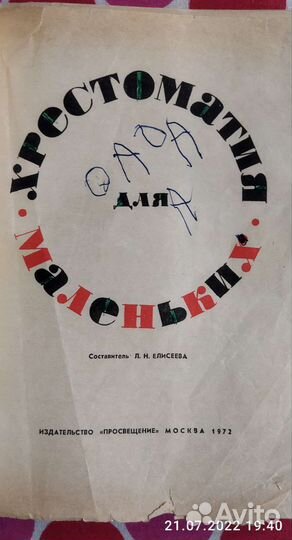 ХРЕСТОМАТИЯ
ДЛЯ
МАЛЕНЬКИХ
Составитель Л. Н. ЕЛИСЕЕВА
ИЗДАТЕЛЬСТВО «ПРОСВЕЩЕНИЕ» МОСКВА 1972
21.07.2022 19:40
Avito